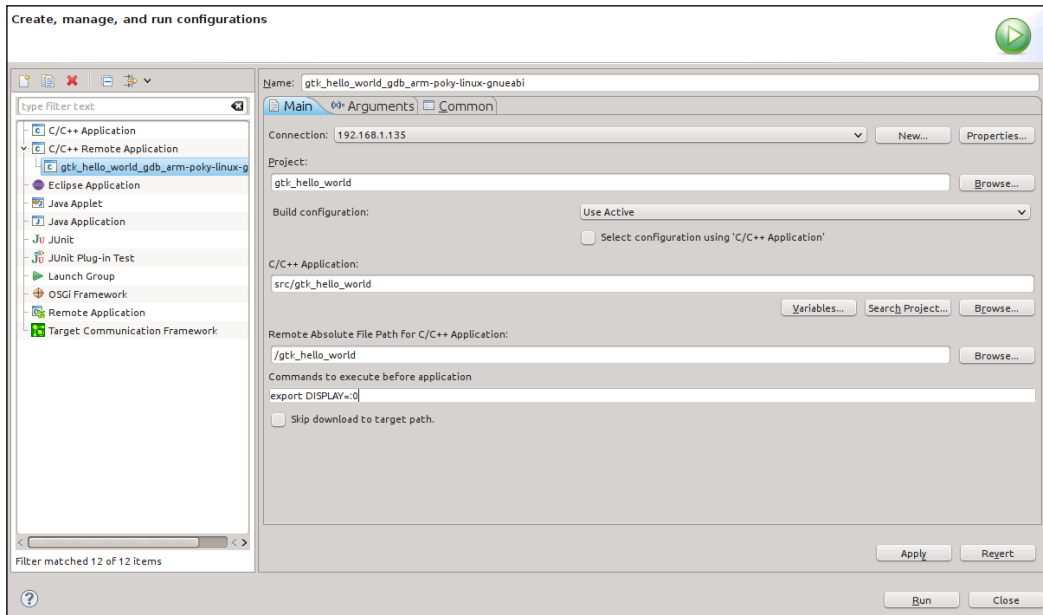 Create, manage, and run configurations
type filter text
C/C++ Application
C/C++ Remote Application
gtk_hello_world_gdb_arm-poky-linux-g
Eclipse Application
Java Applet
Java Application
Ju JUnit
Jü JUnit Plug-in Test
Launch Group
OSGi Framework
Remote Application
Target Communication Framework
Filter matched 12 of 12 items
Name: gtk_hello_world_gdb_arm-poky-linux-gnueabi
Main (x)= Arguments Common
Connection: 192.168.1.135 New... Properties...
Project:
gtk_hello_world Browse...
Build configuration: Use Active
Select configuration using 'C/C++ Application'
C/C++ Application:
src/gtk_hello_world
Variables... Search Project... Browse...
Remote Absolute File Path for C/C++ Application:
/gtk_hello_world Browse...
Commands to execute before application
export DISPLAY=:0
Skip download to target path.
Apply Revert
? Run Close